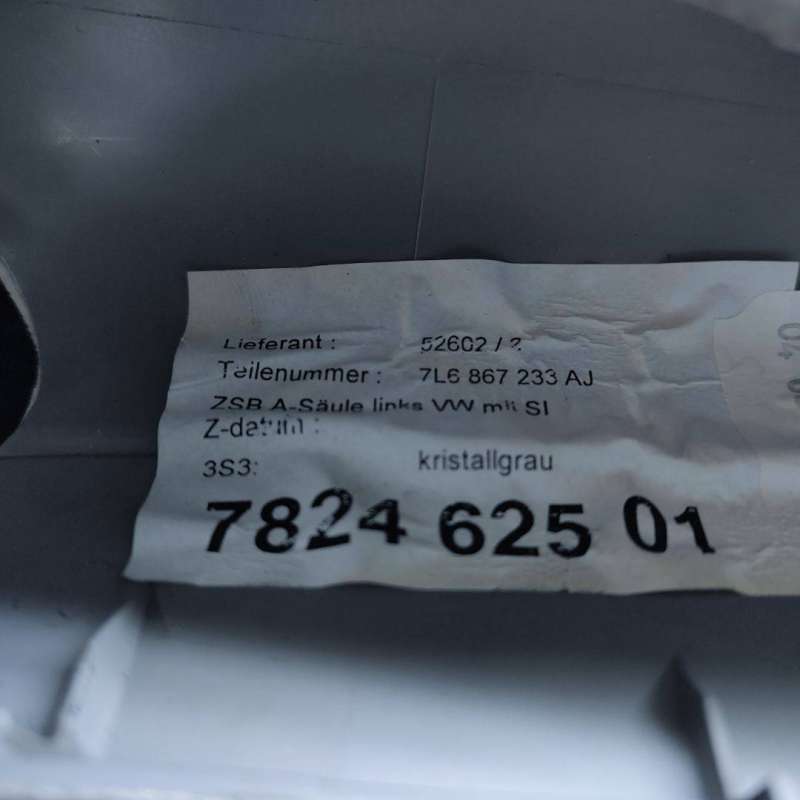 Lieferant : 52602 / 2
Teilenummer : 7L6 867 233 AJ
ZSB A-Säule links VW mit SI
Z-datum :
3S3: kristallgrau
7824 625 01
04